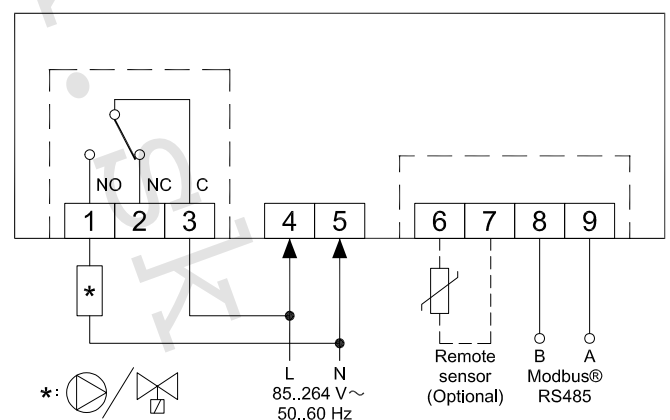 NO NC C
1 2 3 4 5 6 7 8 9
*
*:
L N
85..264 V~
50..60 Hz
Remote
sensor
(Optional)
B A
Modbus®
RS485
.sk